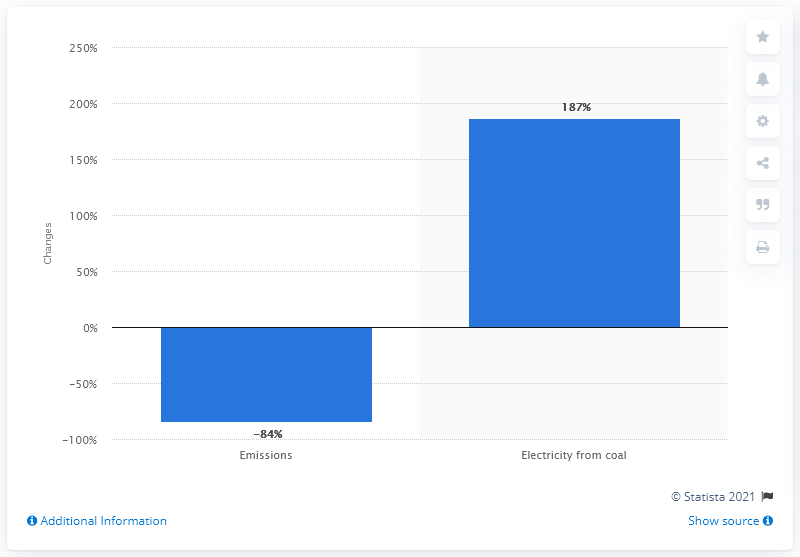 250%
200%
187%
150%
100%
Changes
50%
0%
−50%
−84%
−100%
Emissions
Electricity from coal
© Statista 2021
Additional Information
Show source